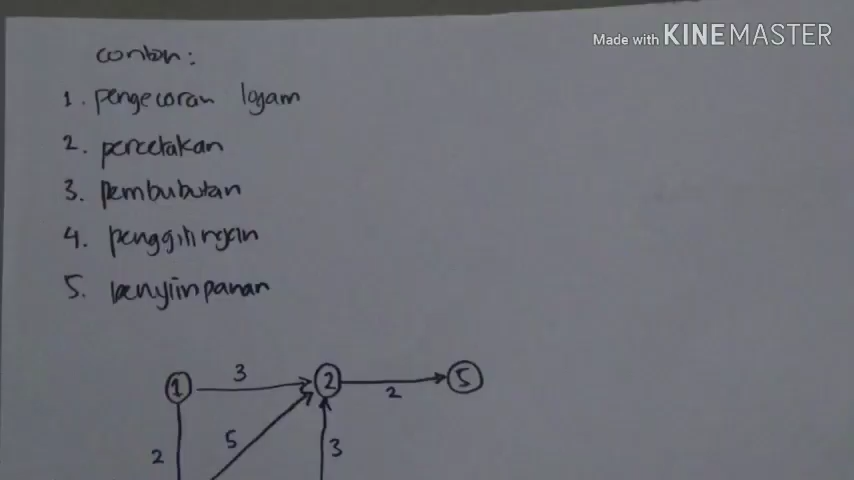 Made with KINEMASTER
contoh:
1. pengecoran logam
2. percetakan
3. pembubutan
4. penggilingan
5. penyimpanan
1 3 2 2 5
5
2 3